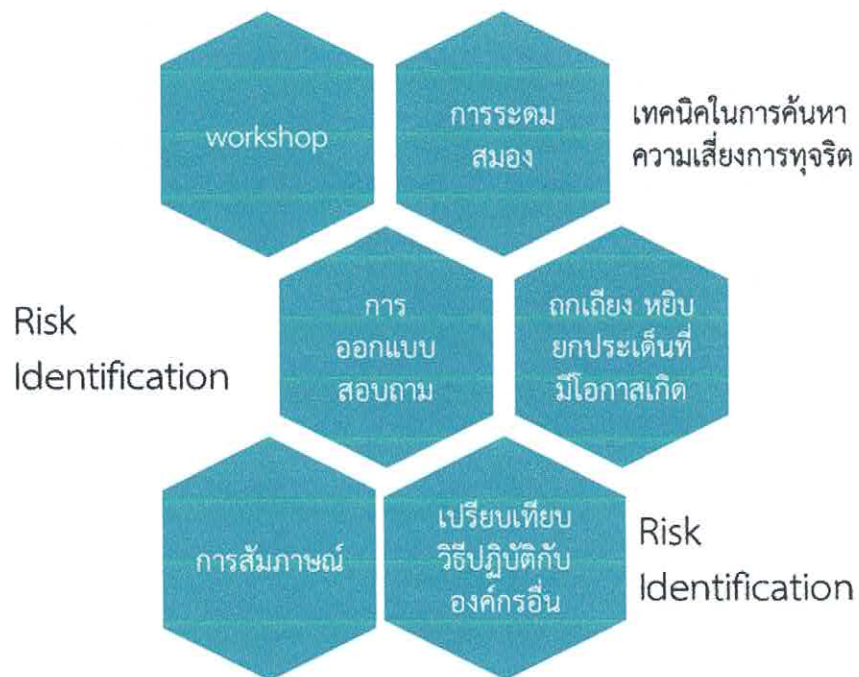 workshop
การระดม
สมอง
เทคนิคในการค้นหา
ความเสี่ยงการทุจริต
Risk
Identification
การ
ออกแบบ
สอบถาม
ถกเถียง หยิบ
ยกประเด็นที่
มีโอกาสเกิด
การสัมภาษณ์
เปรียบเทียบ
วิธีปฏิบัติกับ
องค์กรอื่น
Risk
Identification